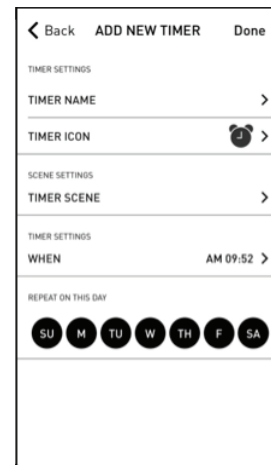 Back ADD NEW TIMER Done
TIMER SETTINGS
TIMER NAME
TIMER ICON
SCENE SETTINGS
TIMER SCENE
TIMER SETTINGS
WHEN AM 09:52
REPEAT ON THIS DAY
SU M TU W TH F SA